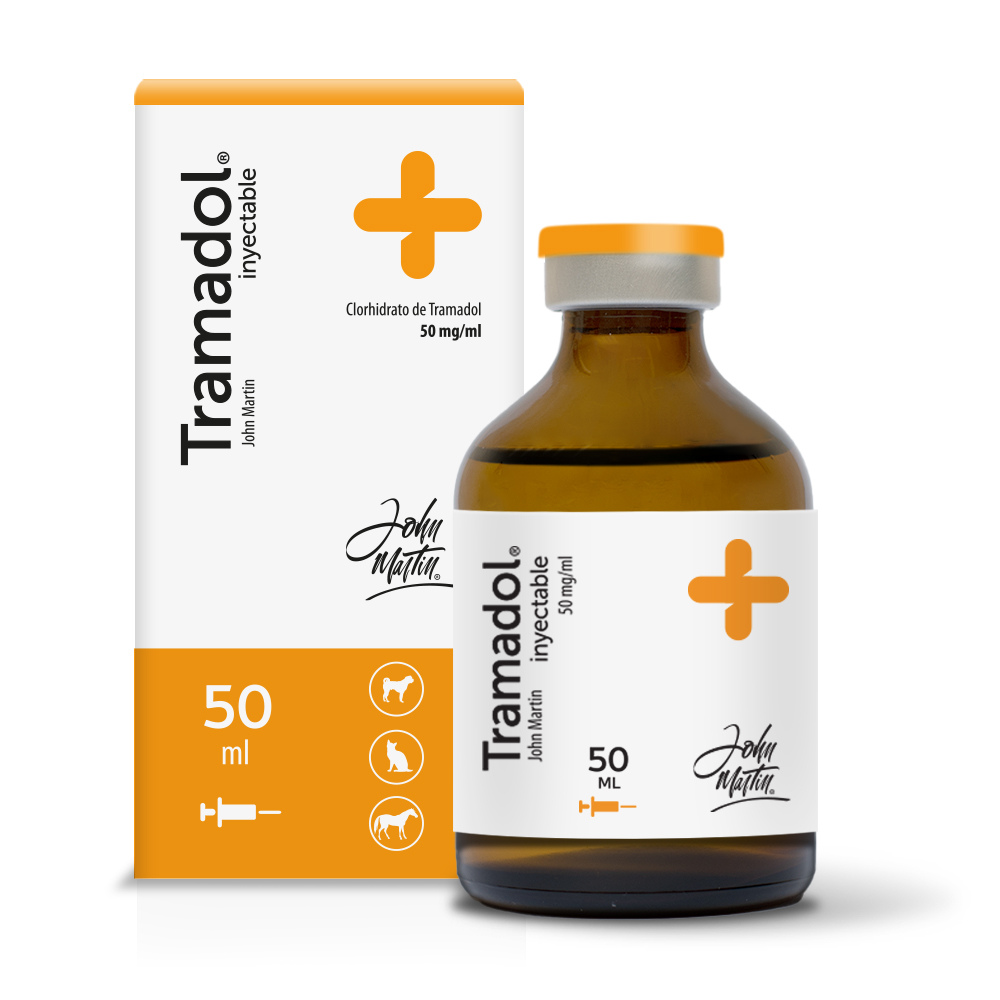 Tramadol®
inyectable
John Martin
Clorhidrato de Tramadol
50 mg/ml
John
Martin®
50
ml
Tramadol®
inyectable
50 mg/ml
John Martin
50
ML
John
Martin®